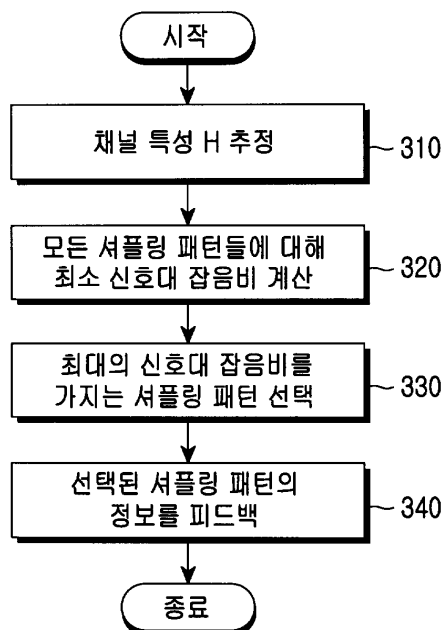 시작
채널 특성 H 추정
310
모든 셔플링 패턴들에 대해
최소 신호대 잡음비 계산
320
최대의 신호대 잡음비를
가지는 셔플링 패턴 선택
330
선택된 셔플링 패턴의
정보를 피드백
340
종료